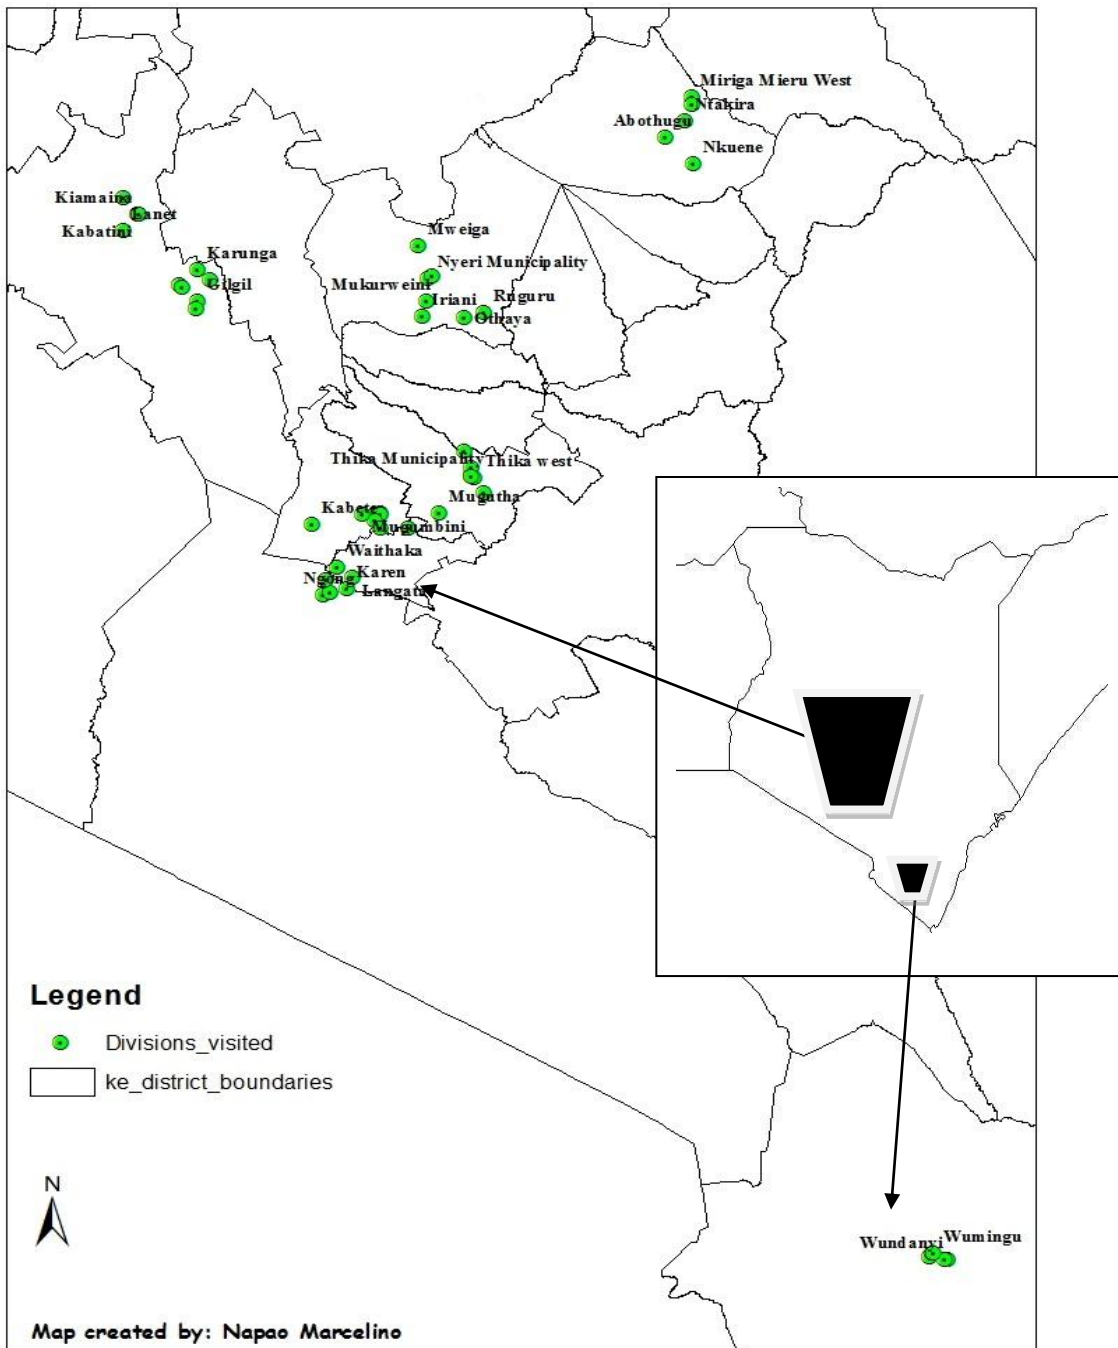 Miriga Mieru West
Ntakira
Abothugu
Nkuene
Kiamaina
Lanet
Kabatini
Mweiga
Karunga
Nyeri Municipality
Gilgil
Mukurweini
Iriani
Ruguru
Othaya
Thika Municipality
Thika west
Mugutha
Kabete
Mugumbini
Waithaka
Karen
Ngong
Langata
Legend
Divisions_visited
ke_district_boundaries
N
Wumingu
Wundanyi
Map created by: Napao Marcelino